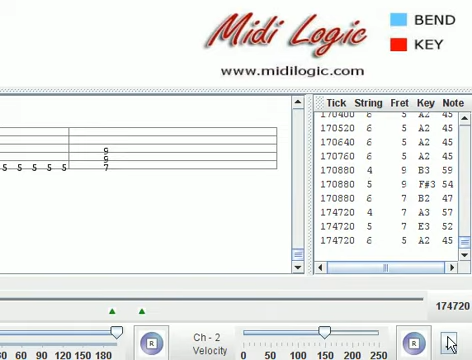 Midi Logic
www.midilogic.com
BEND
KEY
Tick String Fret Key Note
170400 6 5 A2 45
170520 6 5 A2 45
170640 6 5 A2 45
170760 6 5 A2 45
170880 4 9 B3 59
170880 5 9 F#3 54
170880 6 7 B2 47
174720 4 7 A3 57
174720 5 7 E3 52
174720 6 5 A2 45
9
9
5 5 5 5 5 7
174720
Ch - 2
Velocity
R
R
60 90 120 150 180
0 50 100 150 200 250